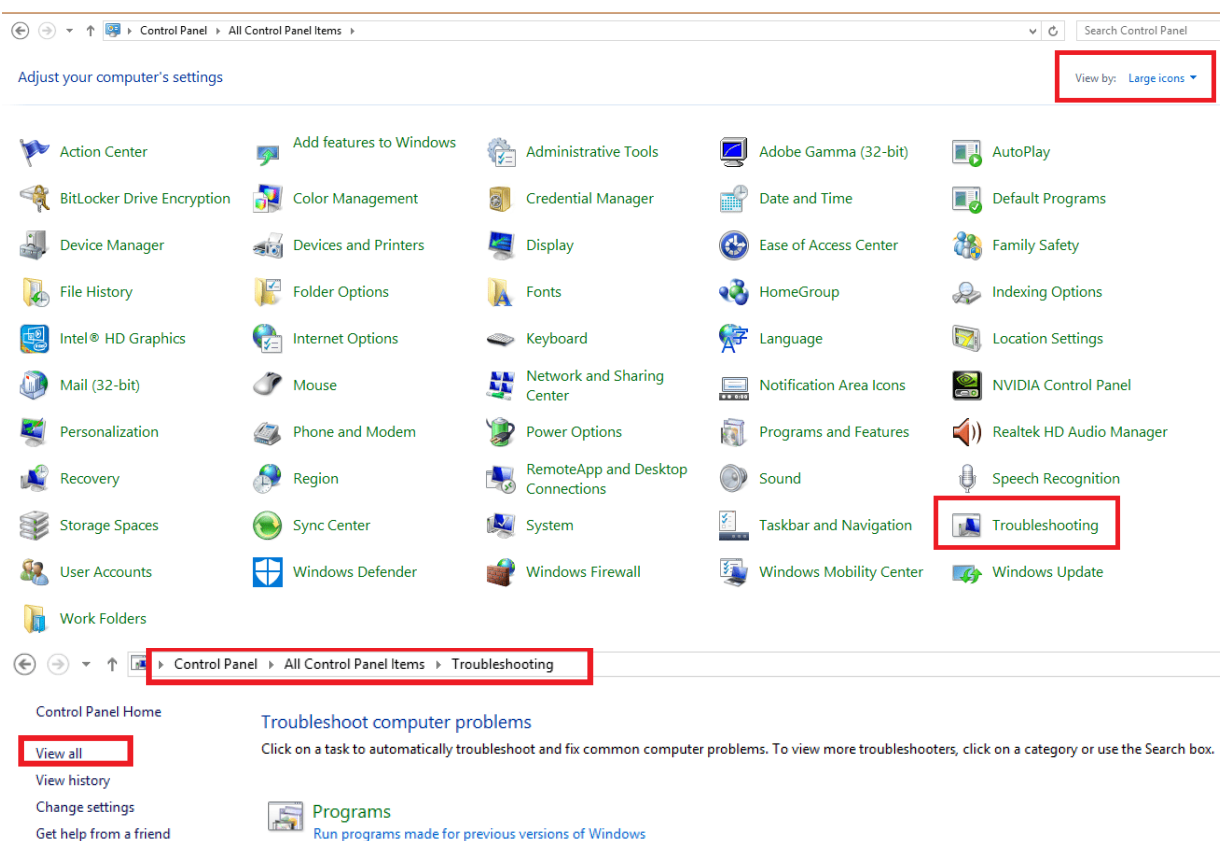 Control Panel All Control Panel Items Search Control Panel
Adjust your computer's settings View by: Large icons
Action Center Add features to Windows Administrative Tools Adobe Gamma (32-bit) AutoPlay
BitLocker Drive Encryption Color Management Credential Manager Date and Time Default Programs
Device Manager Devices and Printers Display Ease of Access Center Family Safety
File History Folder Options Fonts HomeGroup Indexing Options
Intel® HD Graphics Internet Options Keyboard Language Location Settings
Mail (32-bit) Mouse Network and Sharing Center Notification Area Icons NVIDIA Control Panel
Personalization Phone and Modem Power Options Programs and Features Realtek HD Audio Manager
Recovery Region RemoteApp and Desktop Connections Sound Speech Recognition
Storage Spaces Sync Center System Taskbar and Navigation Troubleshooting
User Accounts Windows Defender Windows Firewall Windows Mobility Center Windows Update
Work Folders
Control Panel All Control Panel Items Troubleshooting
Control Panel Home
View all
View history
Change settings
Get help from a friend
Troubleshoot computer problems
Click on a task to automatically troubleshoot and fix common computer problems. To view more troubleshooters, click on a category or use the Search box.
Programs
Run programs made for previous versions of Windows